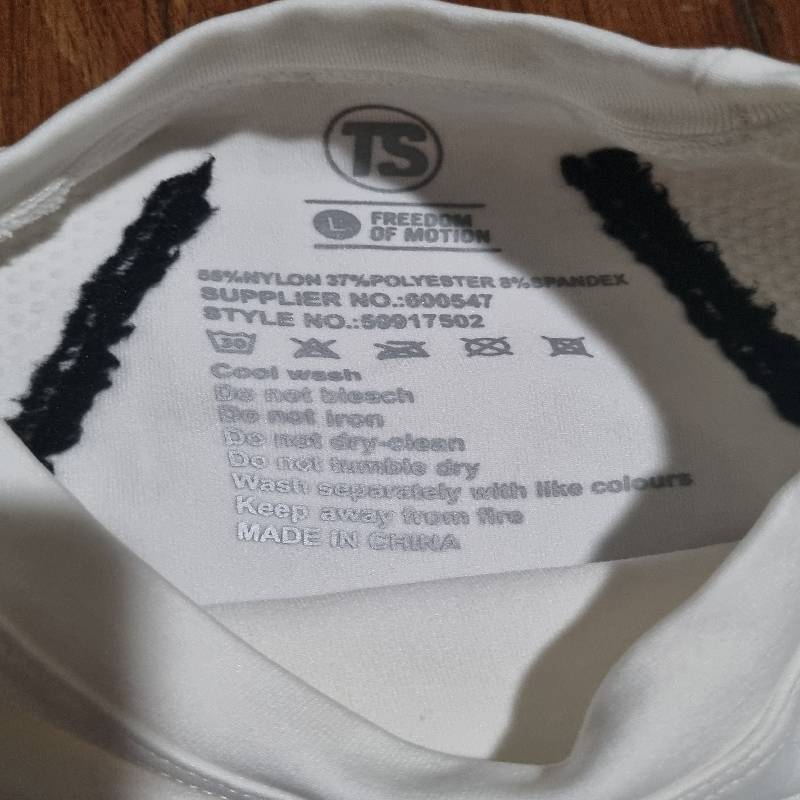 TS
L FREEDOM
OF MOTION
55%NYLON 37%POLYESTER 8%SPANDEX
SUPPLIER NO.:600547
STYLE NO.:59917502
30
Cool wash
Do not bleach
Do not iron
Do not dry-clean
Do not tumble dry
Wash separately with like colours
Keep away from fire
MADE IN CHINA